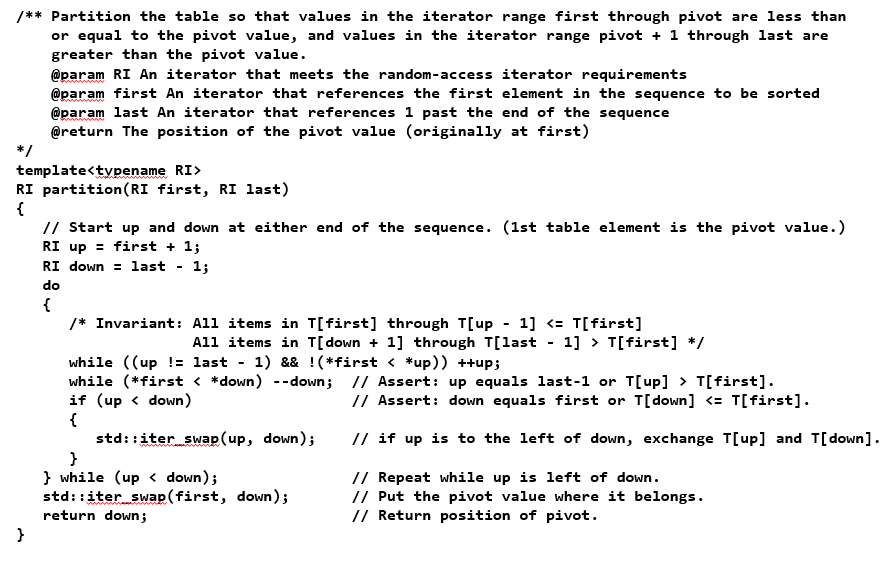 /** Partition the table so that values in the iterator range first through pivot are less than
    or equal to the pivot value, and values in the iterator range pivot + 1 through last are
    greater than the pivot value.
    @param RI An iterator that meets the random-access iterator requirements
    @param first An iterator that references the first element in the sequence to be sorted
    @param last An iterator that references 1 past the end of the sequence
    @return The position of the pivot value (originally at first)
*/
template<typename RI>
RI partition(RI first, RI last)
{
   // Start up and down at either end of the sequence. (1st table element is the pivot value.)
   RI up = first + 1;
   RI down = last - 1;
   do
   {
      /* Invariant: All items in T[first] through T[up - 1] <= T[first]
                    All items in T[down + 1] through T[last - 1] > T[first] */
      while ((up != last - 1) && !(*first < *up)) ++up;
      while (*first < *down) --down;  // Assert: up equals last-1 or T[up] > T[first].
      if (up < down)                  // Assert: down equals first or T[down] <= T[first].
      {
         std::iter_swap(up, down);    // if up is to the left of down, exchange T[up] and T[down].
      }
   } while (up < down);               // Repeat while up is left of down.
   std::iter_swap(first, down);       // Put the pivot value where it belongs.
   return down;                       // Return position of pivot.
}